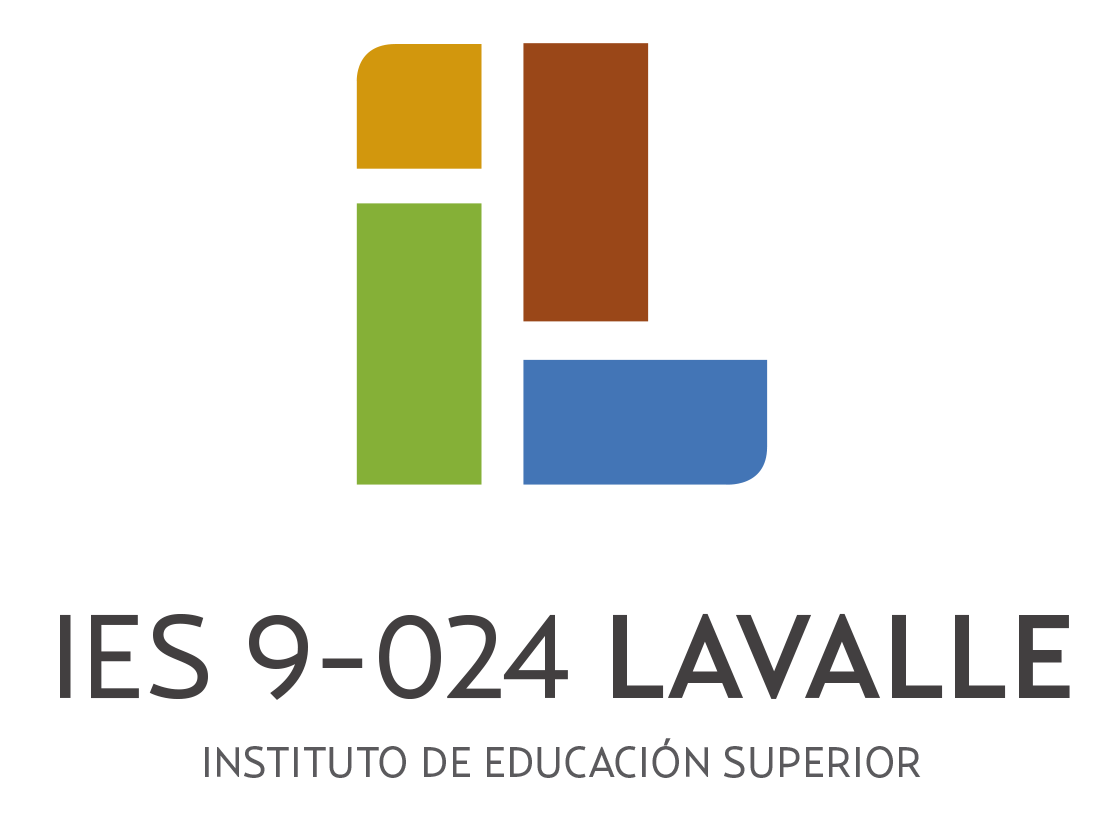 IES 9-024 LAVALLE
INSTITUTO DE EDUCACIÓN SUPERIOR